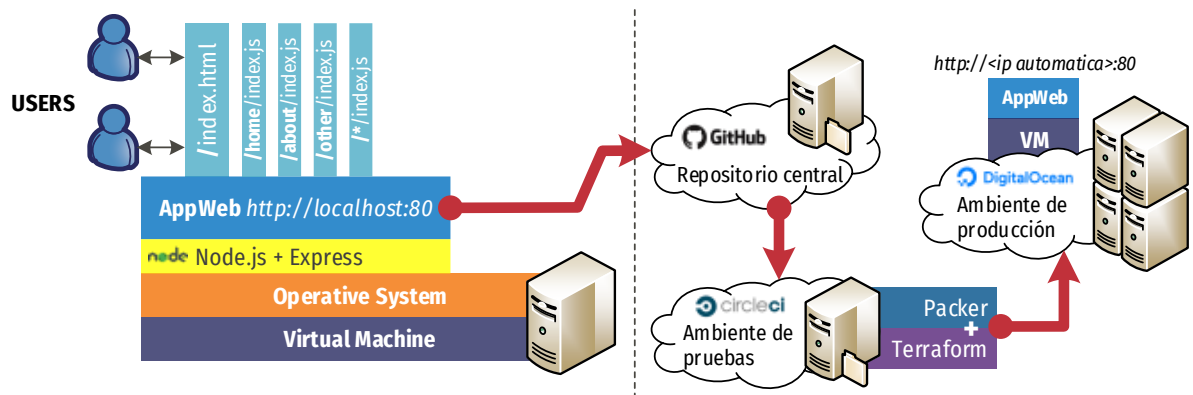 USERS
/index.html
/home/index.js
/about/index.js
/other/index.js
/*/index.js
AppWeb http://localhost:80
node Node.js + Express
Operative System
Virtual Machine
GitHub
Repositorio central
circleci
Ambiente de
pruebas
Packer
+
Terraform
http://<ip automatica>:80
AppWeb
VM
DigitalOcean
Ambiente de
producción